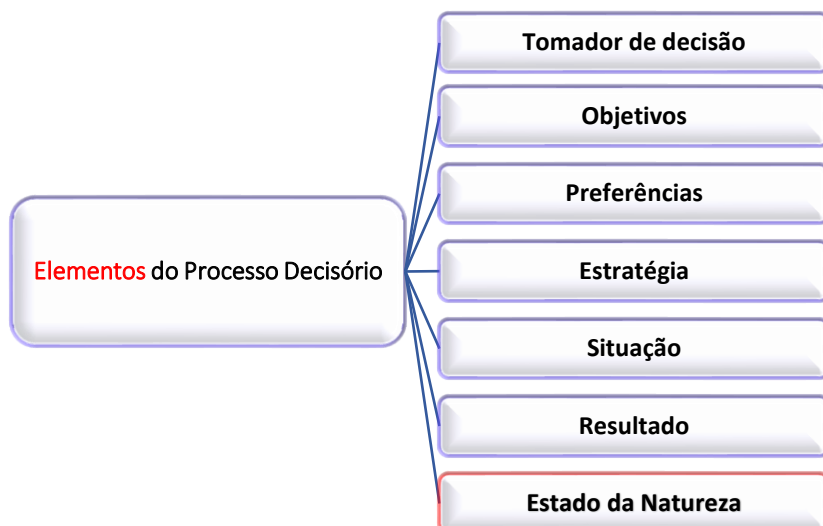 Tomador de decisão
Objetivos
Preferências
Elementos do Processo Decisório
Estratégia
Situação
Resultado
Estado da Natureza